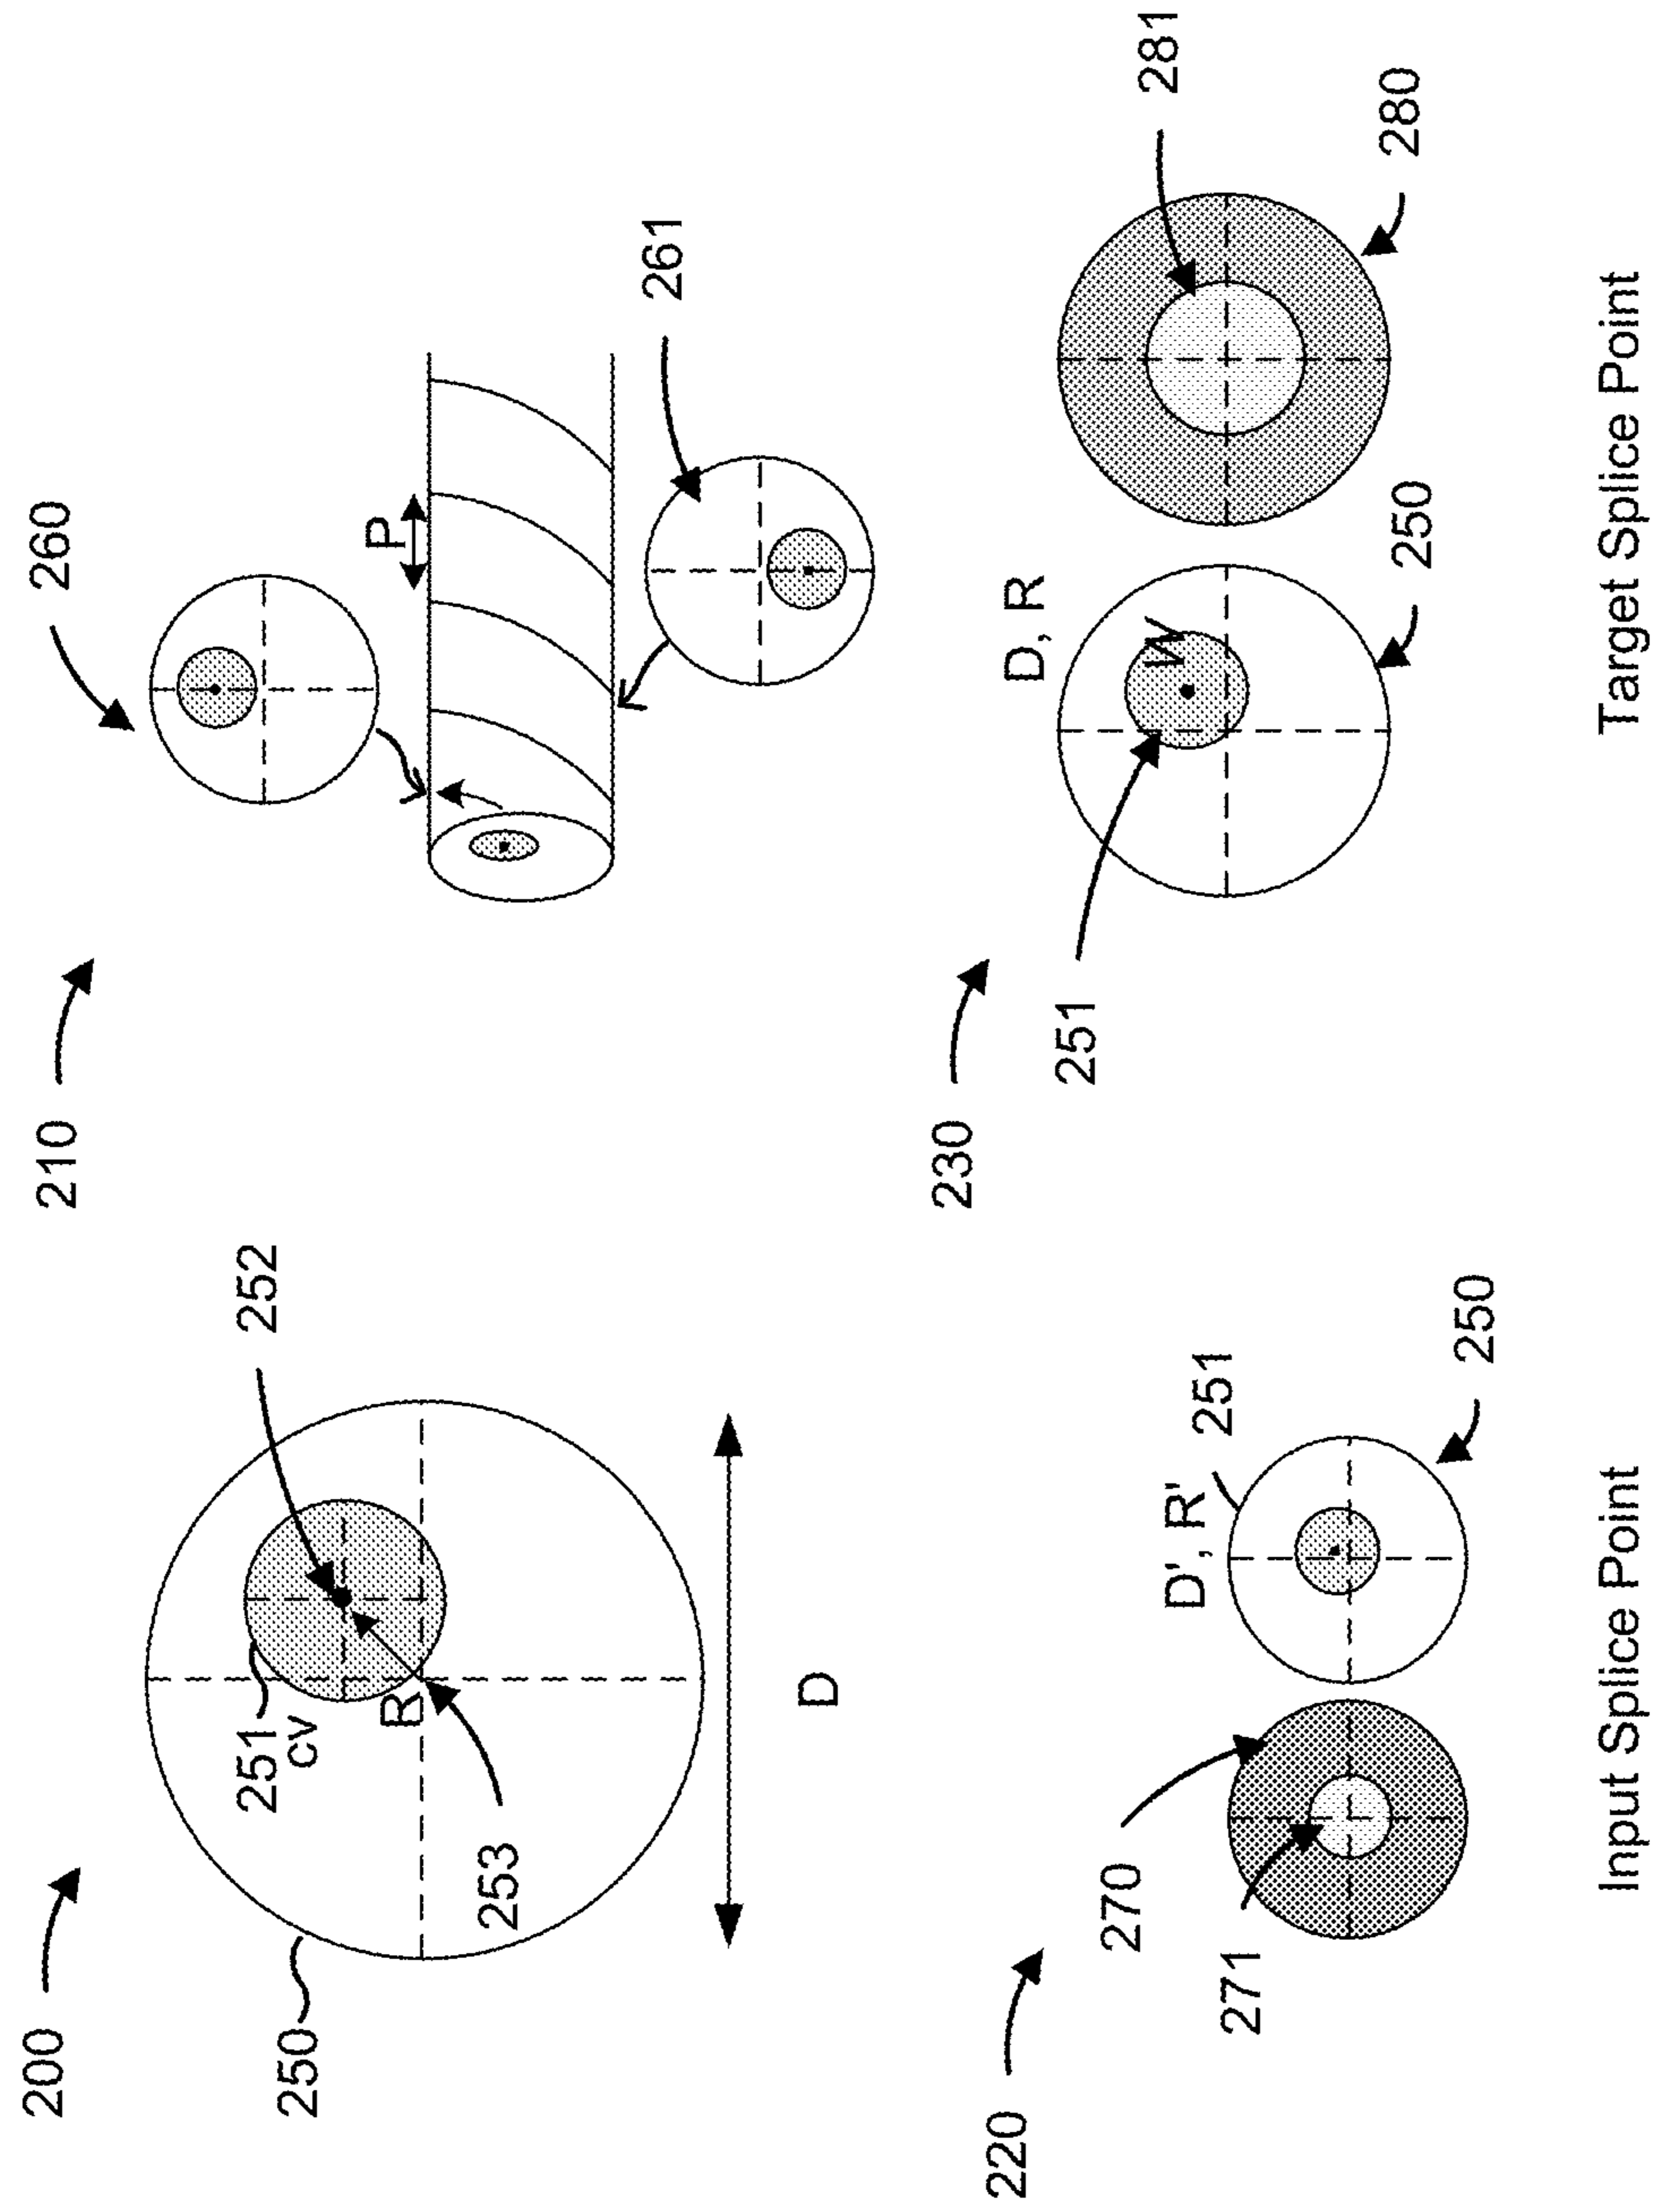 200
250
251
cv
252
R
253
D
210
260
P
261
220
270
271
D', R'
251
250
Input Splice Point
230
251
D, R
W
250
281
280
Target Splice Point